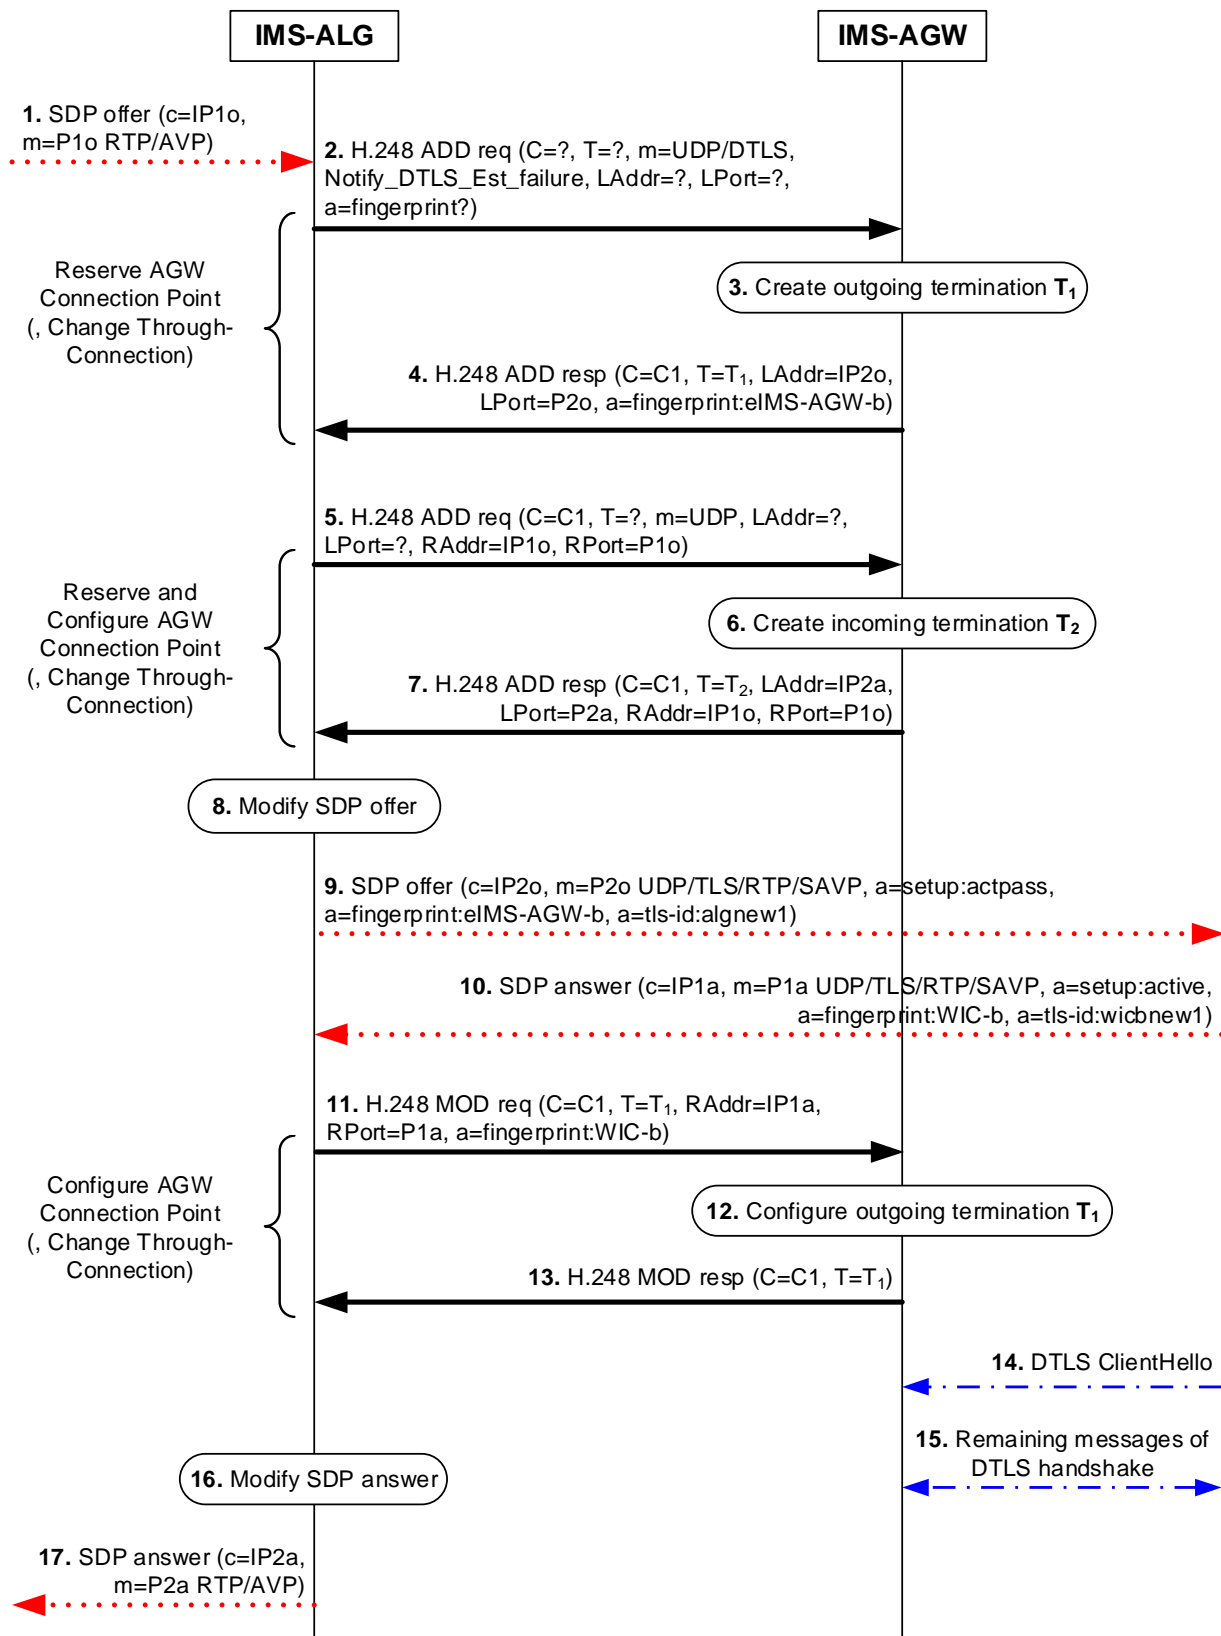 IMS-ALG
IMS-AGW
1. SDP offer (c=IP1o,
m=P1o RTP/AVP)
2. H.248 ADD req (C=?, T=?, m=UDP/DTLS,
Notify_DTLS_Est_failure, LAddr=?, LPort=?,
a=fingerprint?)
Reserve AGW
Connection Point
(, Change Through-
Connection)
3. Create outgoing termination T₁
4. H.248 ADD resp (C=C1, T=T₁, LAddr=IP2o,
LPort=P2o, a=fingerprint:eIMS-AGW-b)
5. H.248 ADD req (C=C1, T=?, m=UDP, LAddr=?,
LPort=?, RAddr=IP1o, RPort=P1o)
Reserve and
Configure AGW
Connection Point
(, Change Through-
Connection)
6. Create incoming termination T₂
7. H.248 ADD resp (C=C1, T=T₂, LAddr=IP2a,
LPort=P2a, RAddr=IP1o, RPort=P1o)
8. Modify SDP offer
9. SDP offer (c=IP2o, m=P2o UDP/TLS/RTP/SAVP, a=setup:actpass,
a=fingerprint:eIMS-AGW-b, a=tls-id:algnew1)
10. SDP answer (c=IP1a, m=P1a UDP/TLS/RTP/SAVP, a=setup:active,
a=fingerprint:WIC-b, a=tls-id:wicbnew1)
11. H.248 MOD req (C=C1, T=T₁, RAddr=IP1a,
RPort=P1a, a=fingerprint:WIC-b)
Configure AGW
Connection Point
(, Change Through-
Connection)
12. Configure outgoing termination T₁
13. H.248 MOD resp (C=C1, T=T₁)
14. DTLS ClientHello
15. Remaining messages of
DTLS handshake
16. Modify SDP answer
17. SDP answer (c=IP2a,
m=P2a RTP/AVP)